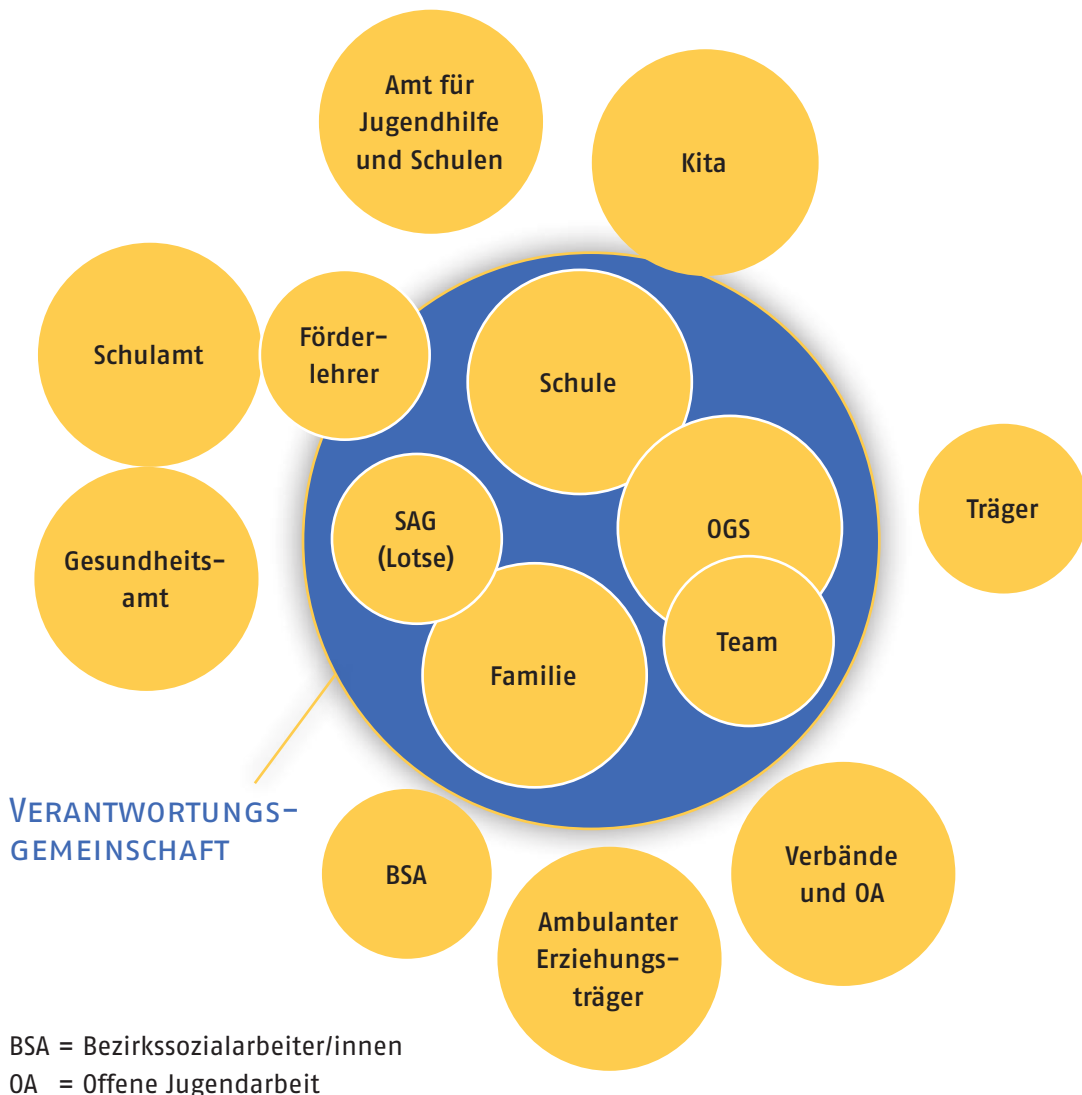 Amt für
Jugendhilfe
und Schulen
Kita
Schulamt
Förder-
lehrer
Schule
SAG
(Lotse)
OGS
Träger
Gesundheits-
amt
Team
Familie
VERANTWORTUNGS-
GEMEINSCHAFT
BSA
Verbände
und OA
Ambulanter
Erziehungs-
träger
BSA = Bezirkssozialarbeiter/innen
OA = Offene Jugendarbeit